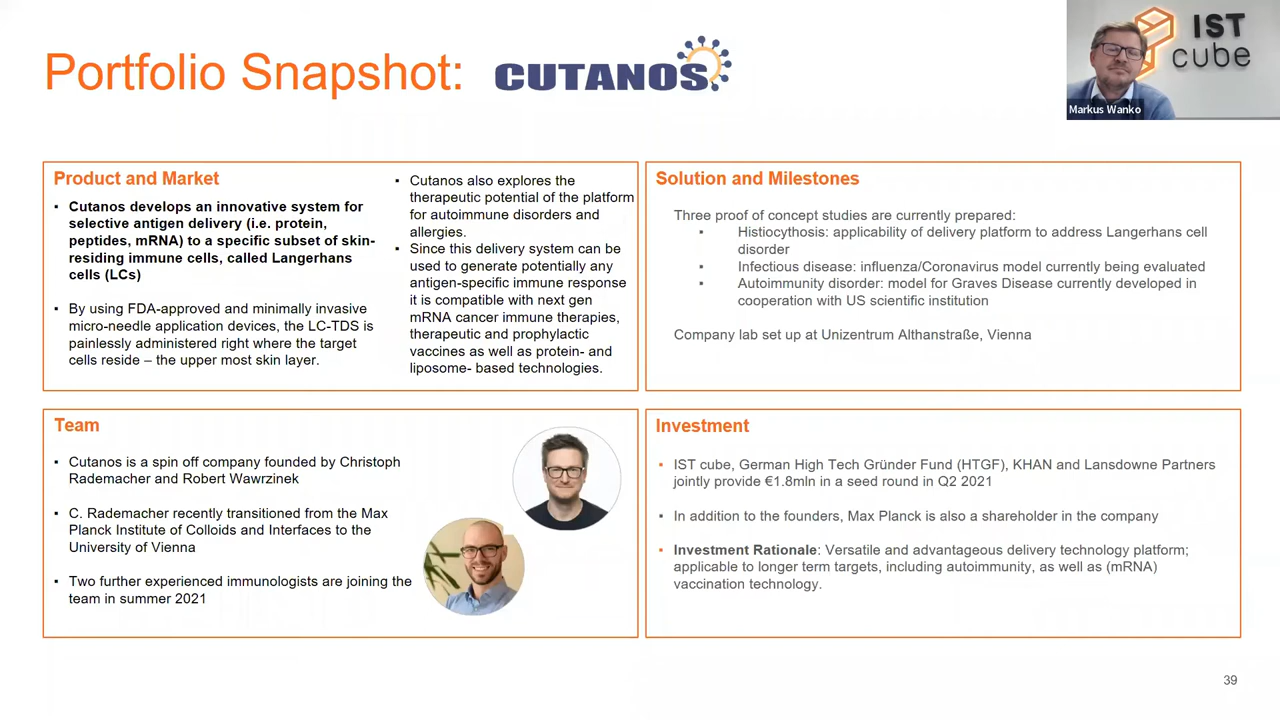 Portfolio Snapshot:
CUTANOS
IST
cube
Markus Wanko
Product and Market
▪ Cutanos develops an innovative system for
selective antigen delivery (i.e. protein,
peptides, mRNA) to a specific subset of skin-
residing immune cells, called Langerhans
cells (LCs)
▪ By using FDA-approved and minimally invasive
micro-needle application devices, the LC-TDS is
painlessly administered right where the target
cells reside – the upper most skin layer.
▪ Cutanos also explores the
therapeutic potential of the platform
for autoimmune disorders and
allergies.
▪ Since this delivery system can be
used to generate potentially any
antigen-specific immune response
it is compatible with next gen
mRNA cancer immune therapies,
therapeutic and prophylactic
vaccines as well as protein- and
liposome- based technologies.
Solution and Milestones
Three proof of concept studies are currently prepared:
▪ Histiocythosis: applicability of delivery platform to address Langerhans cell
disorder
▪ Infectious disease: influenza/Coronavirus model currently being evaluated
▪ Autoimmunity disorder: model for Graves Disease currently developed in
cooperation with US scientific institution
Company lab set up at Unizentrum Althanstraße, Vienna
Team
▪ Cutanos is a spin off company founded by Christoph
Rademacher and Robert Wawrzinek
▪ C. Rademacher recently transitioned from the Max
Planck Institute of Colloids and Interfaces to the
University of Vienna
▪ Two further experienced immunologists are joining the
team in summer 2021
Investment
▪ IST cube, German High Tech Gründer Fund (HTGF), KHAN and Lansdowne Partners
jointly provide €1.8mln in a seed round in Q2 2021
▪ In addition to the founders, Max Planck is also a shareholder in the company
▪ Investment Rationale: Versatile and advantageous delivery technology platform;
applicable to longer term targets, including autoimmunity, as well as (mRNA)
vaccination technology.
39